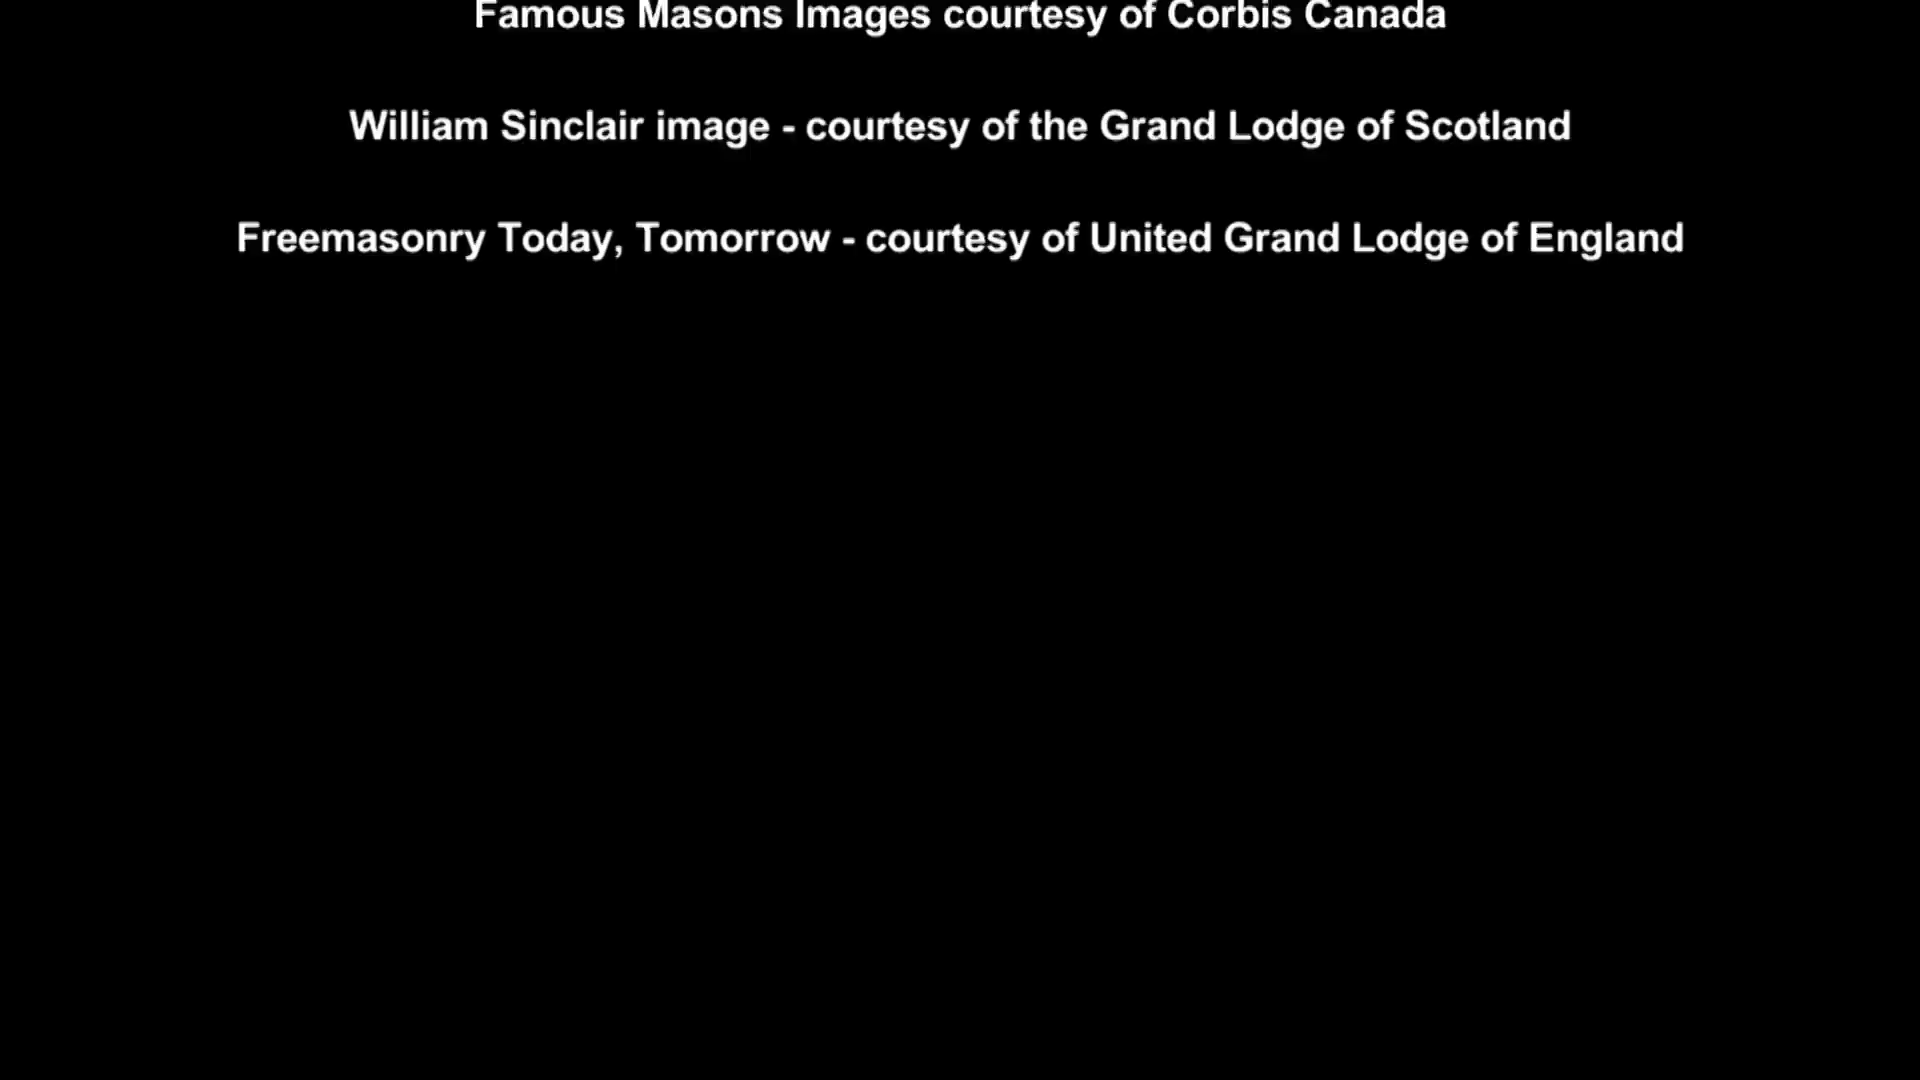 Famous Masons Images courtesy of Corbis Canada
William Sinclair image - courtesy of the Grand Lodge of Scotland
Freemasonry Today, Tomorrow - courtesy of United Grand Lodge of England